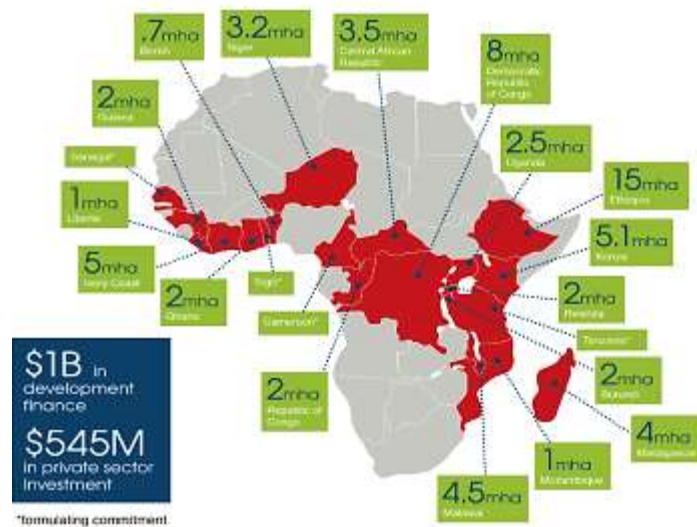 .7mha
Benin
3.2mha
Niger
3.5mha
Central African
Republic
8mha
Democratic
Republic
of Congo
2mha
Guinea
2.5mha
Uganda
Senegal*
15mha
Ethiopia
1mha
Liberia
5.1mha
Kenya
5mha
Ivory Coast
2mha
Ghana
Togo*
Cameroon*
2mha
Rwanda
Tanzania*
2mha
Burundi
2mha
Republic of
Congo
4mha
Madagascar
1mha
Mozambique
4.5mha
Malawi
$1B in
development
finance
$545M
in private sector
investment
*formulating commitment